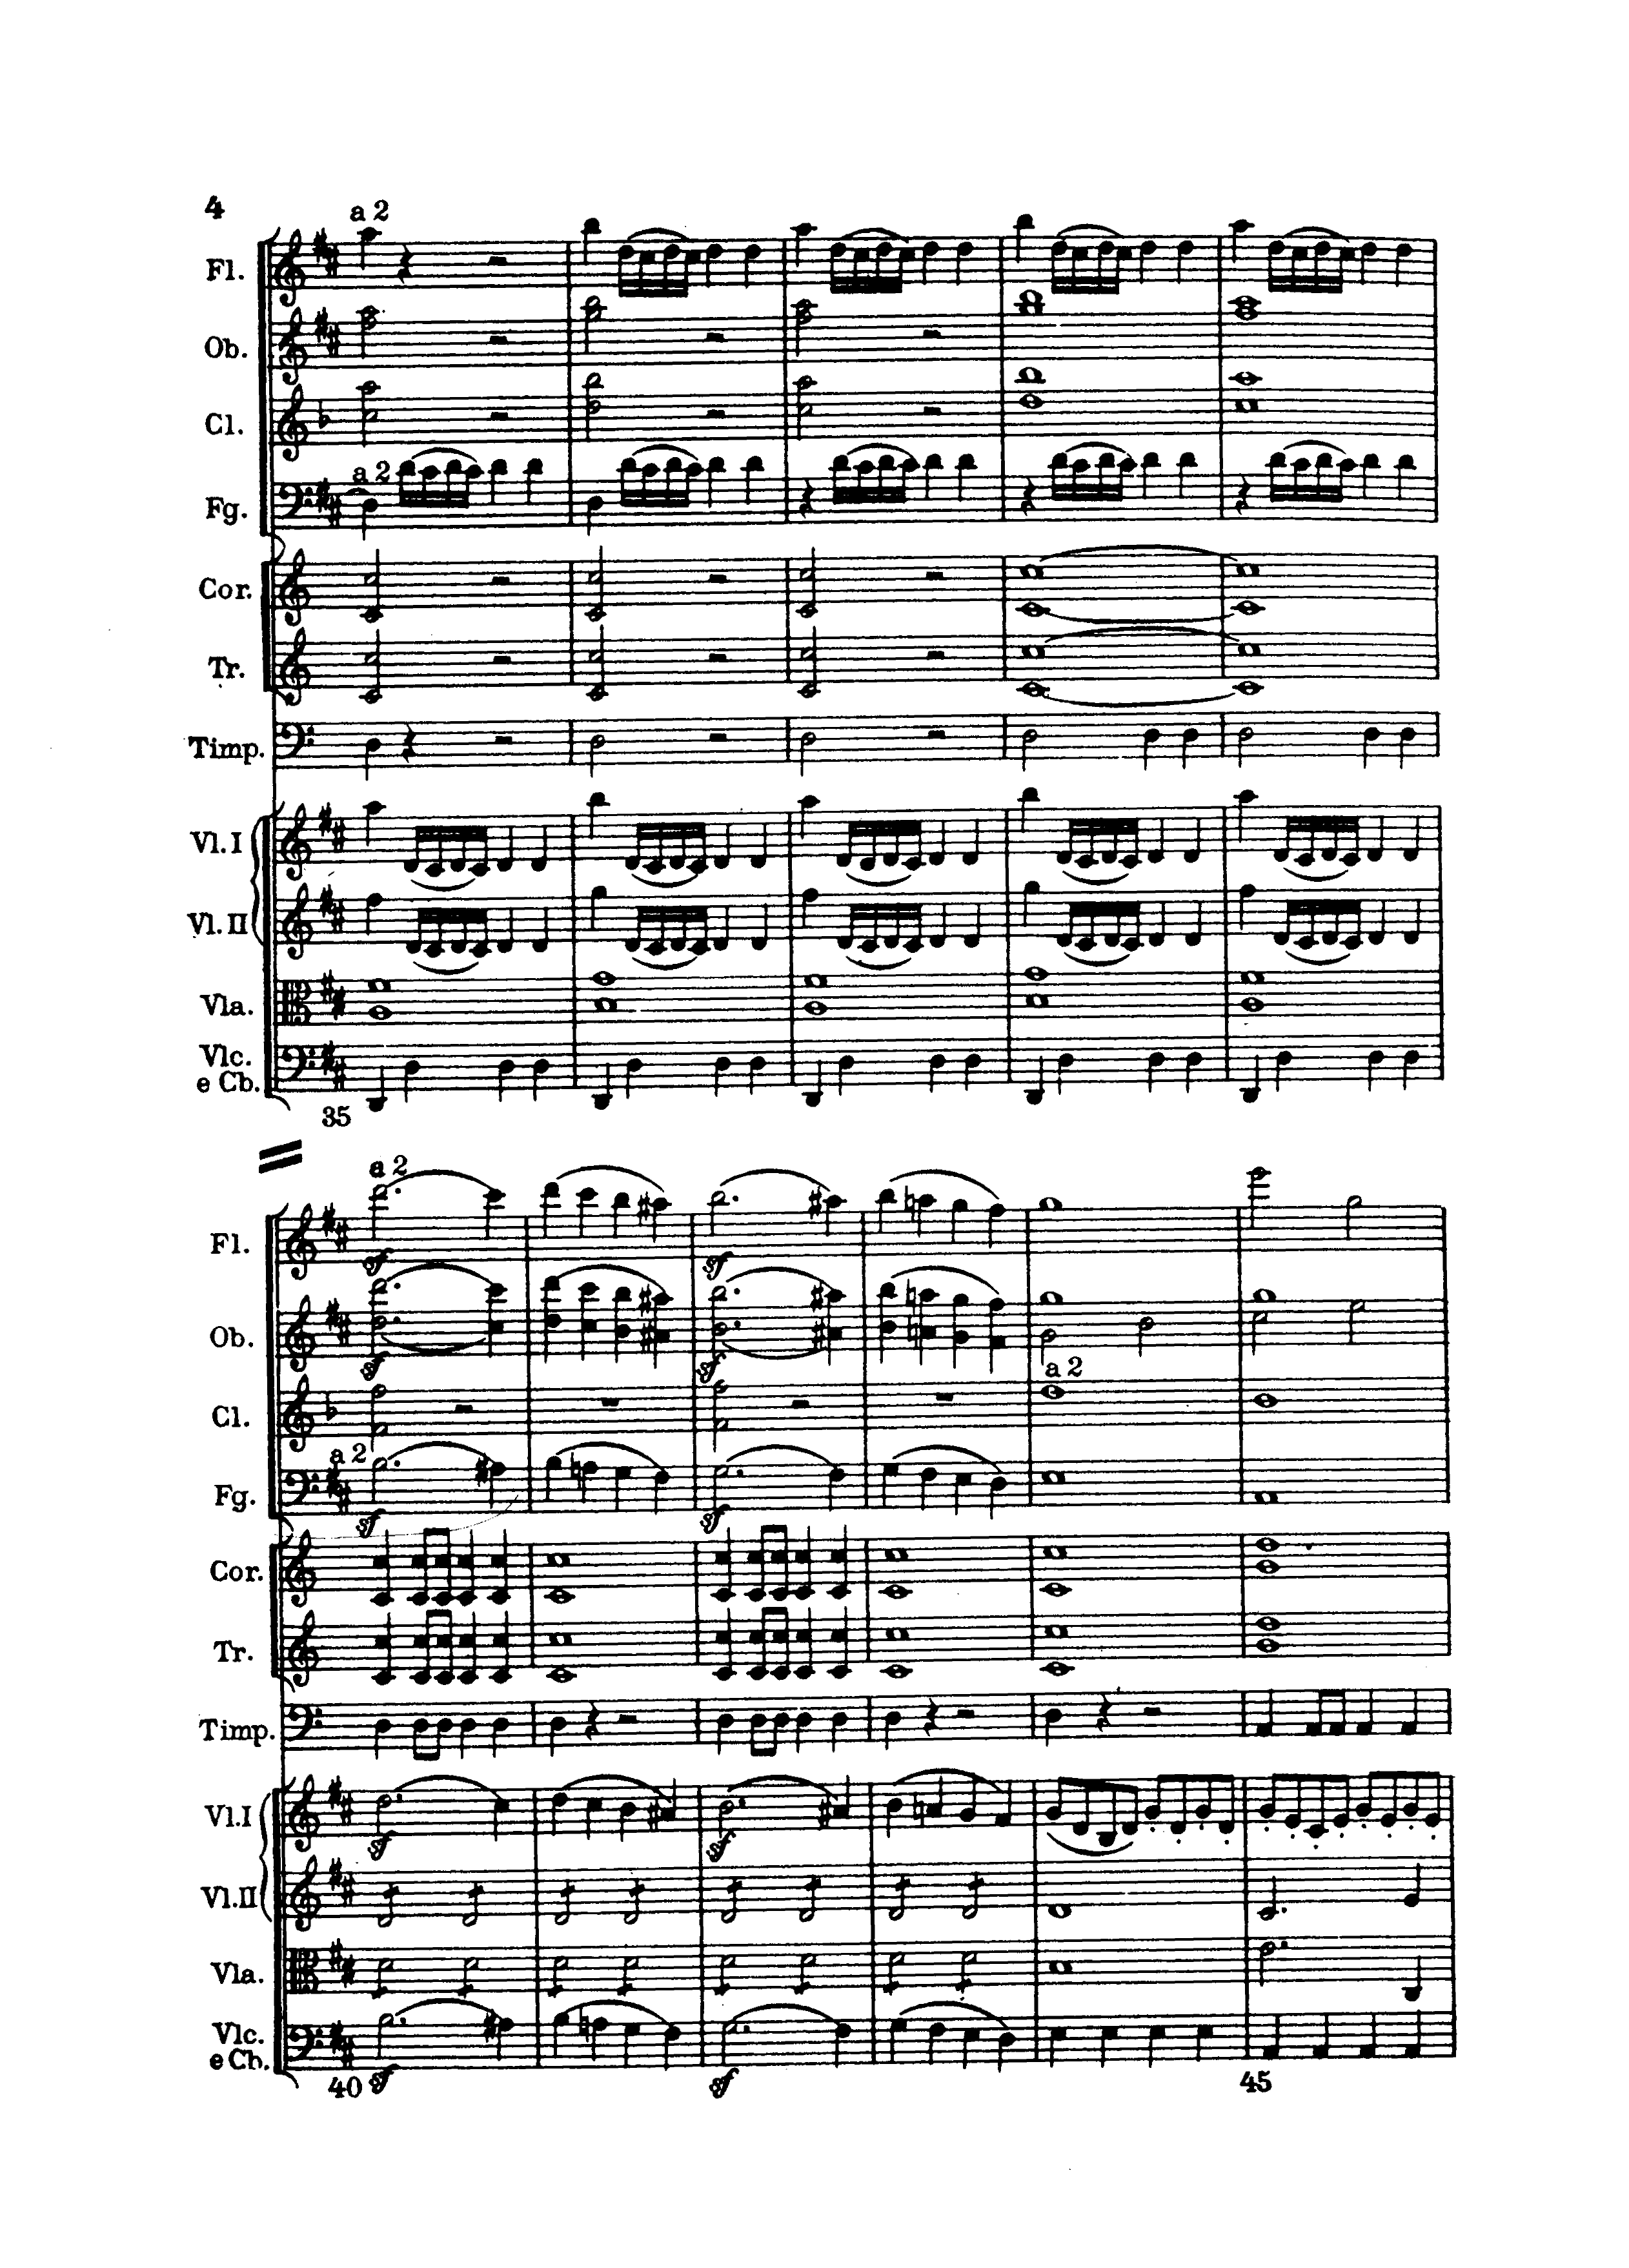 4
a 2
Fl.
Ob.
Cl.
a 2
Fg.
Cor.
Tr.
Timp.
Vl. I
Vl. II
Vla.
Vlc.
e Cb.
35
a 2
Fl.
sf
sf
Ob.
sf
sf
a 2
Cl.
a 2
Fg.
sf
sf
Cor.
Tr.
Timp.
Vl.I
sf
sf
Vl.II
Vla.
Vlc.
e Cb.
40
sf
sf
45